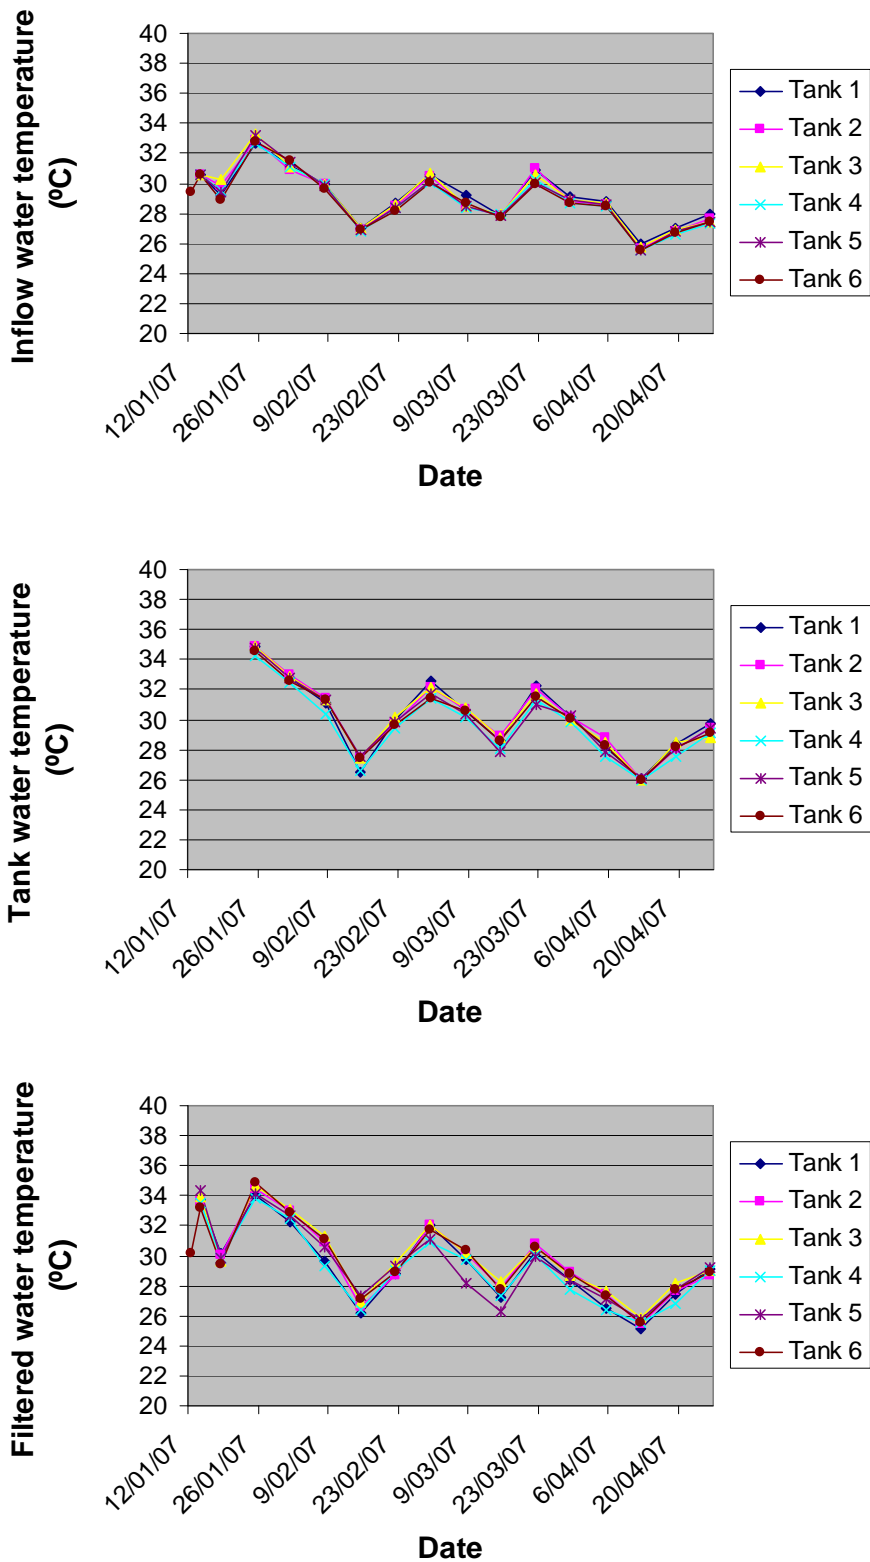 Inflow water temperature
(ºC)
40
38
36
34
32
30
28
26
24
22
20
12/01/07
26/01/07
9/02/07
23/02/07
9/03/07
23/03/07
6/04/07
20/04/07
Date
Tank 1
Tank 2
Tank 3
Tank 4
Tank 5
Tank 6
Tank water temperature
(ºC)
40
38
36
34
32
30
28
26
24
22
20
12/01/07
26/01/07
9/02/07
23/02/07
9/03/07
23/03/07
6/04/07
20/04/07
Date
Tank 1
Tank 2
Tank 3
Tank 4
Tank 5
Tank 6
Filtered water temperature
(ºC)
40
38
36
34
32
30
28
26
24
22
20
12/01/07
26/01/07
9/02/07
23/02/07
9/03/07
23/03/07
6/04/07
20/04/07
Date
Tank 1
Tank 2
Tank 3
Tank 4
Tank 5
Tank 6